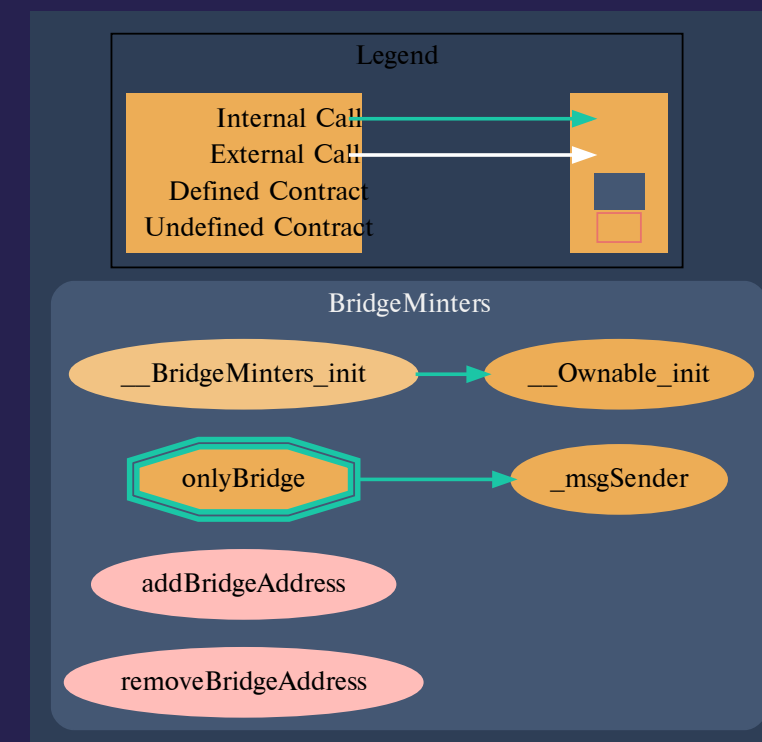 Legend
Internal Call
External Call
Defined Contract
Undefined Contract
BridgeMinters
__BridgeMinters_init
__Ownable_init
onlyBridge
_msgSender
addBridgeAddress
removeBridgeAddress